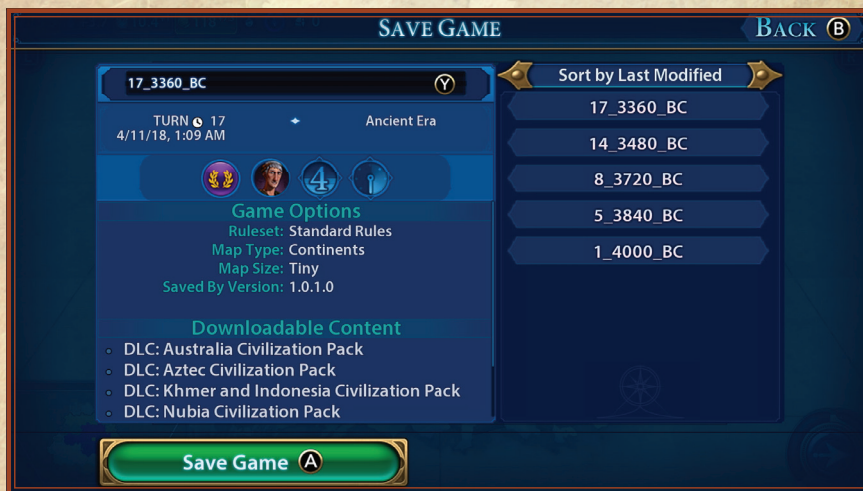 SAVE GAME
BACK B
17_3360_BC Y
TURN 17
Ancient Era
4/11/18, 1:09 AM
4
Game Options
Ruleset: Standard Rules
Map Type: Continents
Map Size: Tiny
Saved By Version: 1.0.1.0
Downloadable Content
DLC: Australia Civilization Pack
DLC: Aztec Civilization Pack
DLC: Khmer and Indonesia Civilization Pack
DLC: Nubia Civilization Pack
Save Game A
Sort by Last Modified
17_3360_BC
14_3480_BC
8_3720_BC
5_3840_BC
1_4000_BC